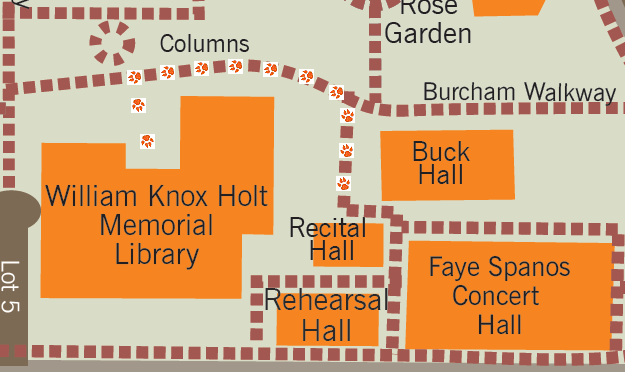 Rose
Garden
Columns
Burcham Walkway
Buck
Hall
William Knox Holt
Memorial
Library
Recital
Hall
Faye Spanos
Concert
Hall
Rehearsal
Hall
Lot 5